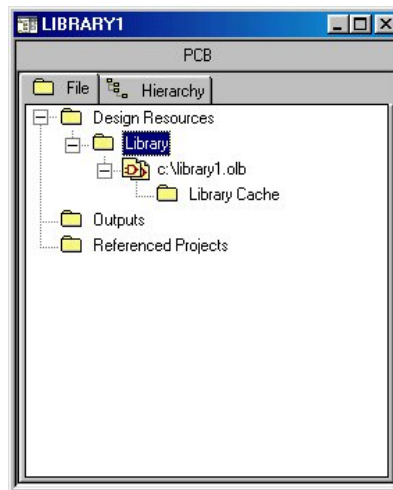 LIBRARY1
PCB
File Hierarchy
Design Resources
Library
c:\library1.olb
Library Cache
Outputs
Referenced Projects